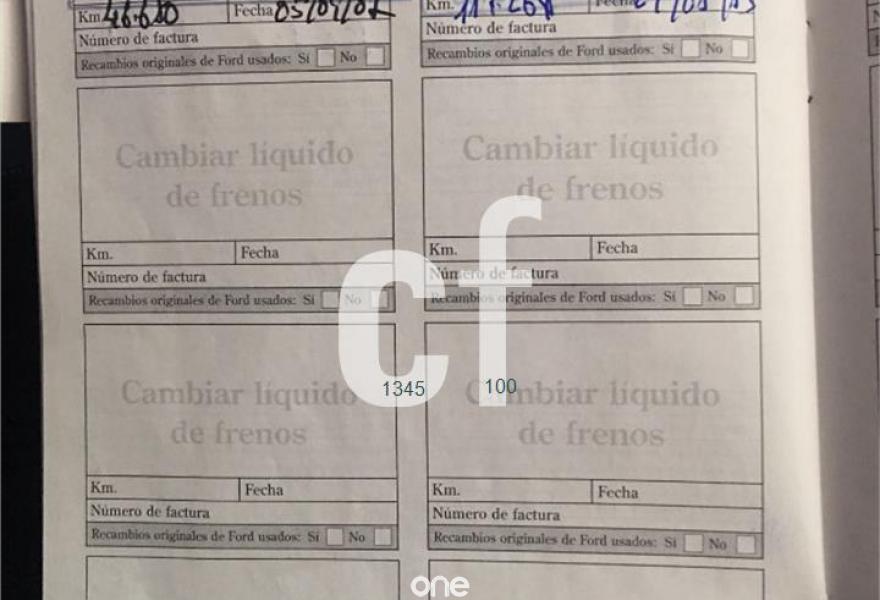 Km 46.680 Fecha
Km.
Número de factura
Número de factura
Recambios originales de Ford usados: Sí No
Recambios originales de Ford usados: Sí No
Cambiar líquido
de frenos
Cambiar líquido
de frenos
Km. Fecha
Km. Fecha
Número de factura
Número de factura
Recambios originales de Ford usados: Sí No
Recambios originales de Ford usados: Sí No
cf
Cambiar líquido
de frenos
1345
100
Cambiar líquido
de frenos
Km. Fecha
Km. Fecha
Número de factura
Número de factura
Recambios originales de Ford usados: Sí No
Recambios originales de Ford usados: Sí No
one